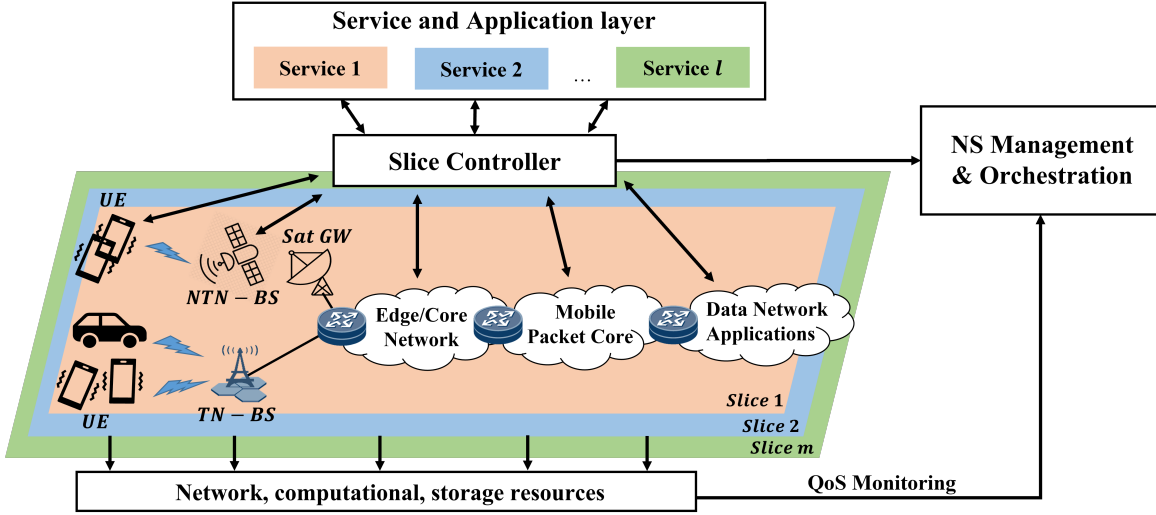 Service and Application layer
Service 1
Service 2
...
Service l
Slice Controller
NS Management
& Orchestration
UE
Sat GW
NTN − BS
Edge/Core
Network
Mobile
Packet Core
Data Network
Applications
UE
TN − BS
Slice 1
Slice 2
Slice m
Network, computational, storage resources
QoS Monitoring